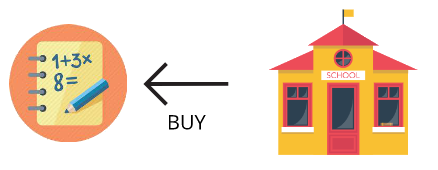 1+3×
8=
BUY
SCHOOL